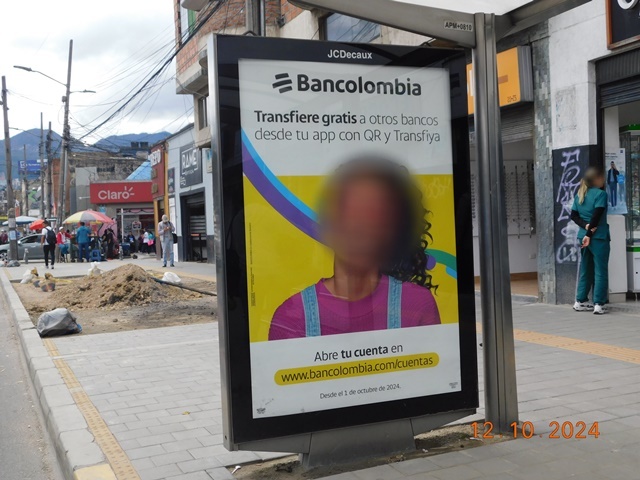 APM+0810
JCDecaux
Bancolombia
Transfiere gratis a otros bancos
desde tu app con QR y Transfiya
Claro
Abre tu cuenta en
www.bancolombia.com/cuentas
Desde el 1 de octubre de 2024.
12 10 2024